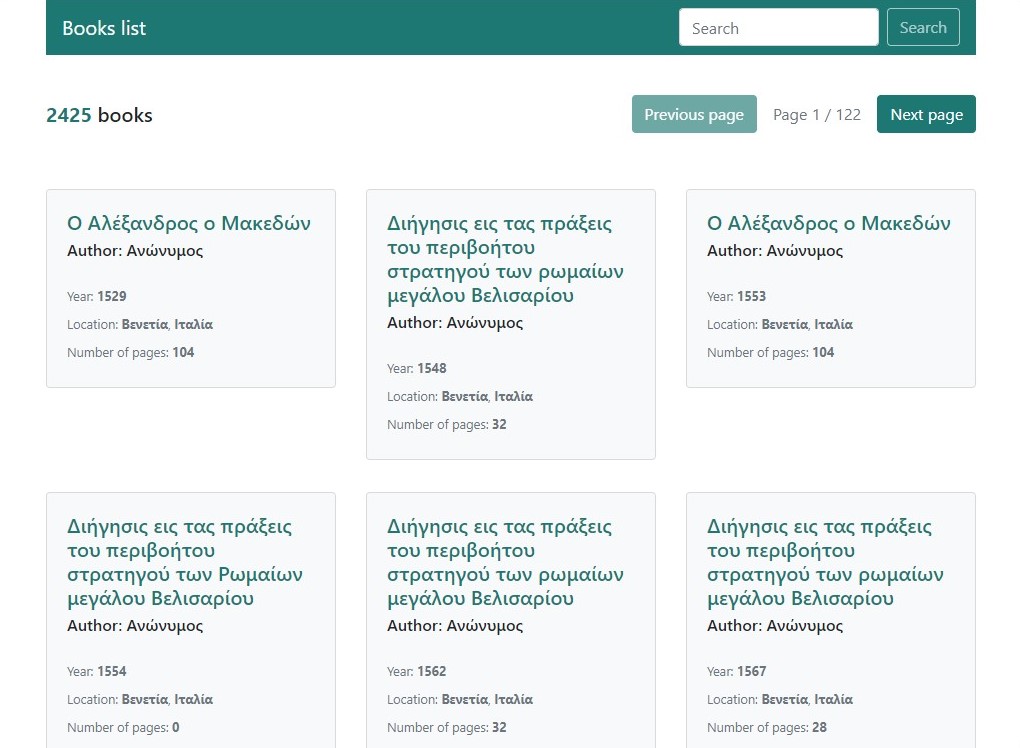 Books list
Search
Search
2425 books
Previous page
Page 1 / 122
Next page
Ο Αλέξανδρος ο Μακεδών
Author: Ανώνυμος
Year: 1529
Location: Βενετία, Ιταλία
Number of pages: 104
Διήγησις εις τας πράξεις
του περιβοήτου
στρατηγού των ρωμαίων
μεγάλου Βελισαρίου
Author: Ανώνυμος
Year: 1548
Location: Βενετία, Ιταλία
Number of pages: 32
Ο Αλέξανδρος ο Μακεδών
Author: Ανώνυμος
Year: 1553
Location: Βενετία, Ιταλία
Number of pages: 104
Διήγησις εις τας πράξεις
του περιβοήτου
στρατηγού των Ρωμαίων
μεγάλου Βελισαρίου
Author: Ανώνυμος
Year: 1554
Location: Βενετία, Ιταλία
Number of pages: 0
Διήγησις εις τας πράξεις
του περιβοήτου
στρατηγού των ρωμαίων
μεγάλου Βελισαρίου
Author: Ανώνυμος
Year: 1562
Location: Βενετία, Ιταλία
Number of pages: 32
Διήγησις εις τας πράξεις
του περιβοήτου
στρατηγού των ρωμαίων
μεγάλου Βελισαρίου
Author: Ανώνυμος
Year: 1567
Location: Βενετία, Ιταλία
Number of pages: 28